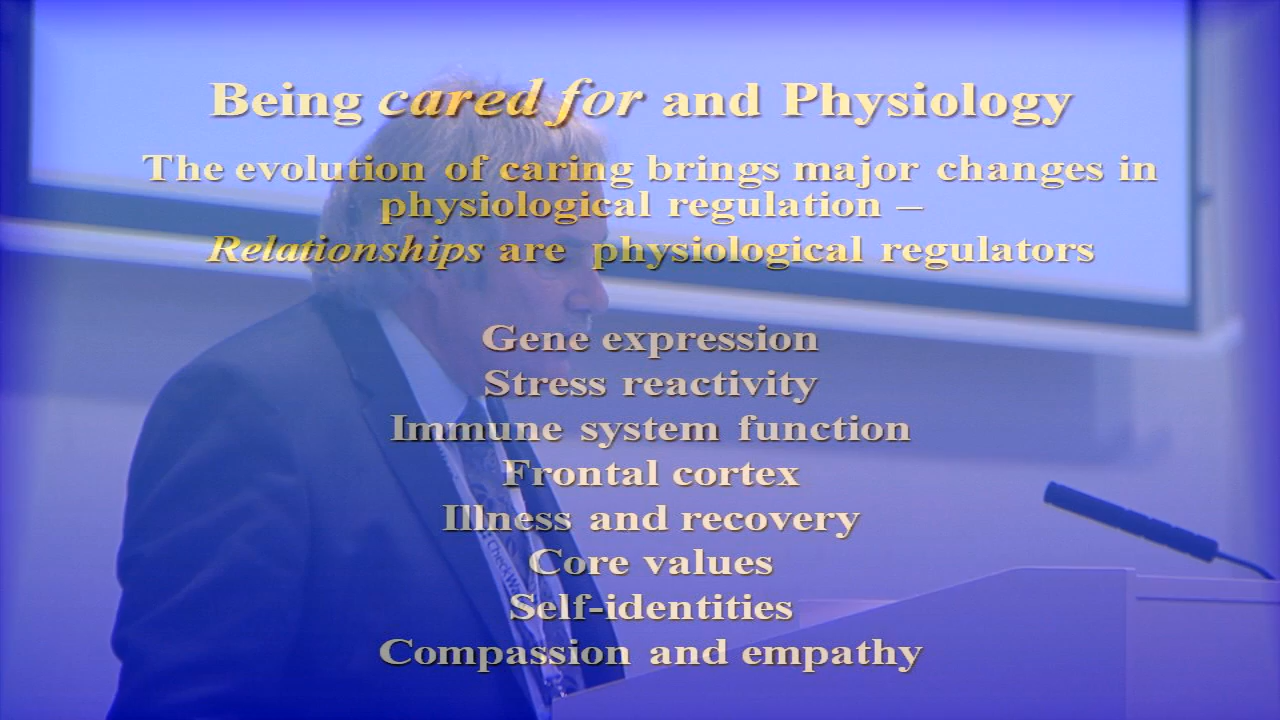 Being cared for and Physiology
The evolution of caring brings major changes in
physiological regulation –
Relationships are physiological regulators
Gene expression
Stress reactivity
Immune system function
Frontal cortex
Illness and recovery
Core values
Self-identities
Compassion and empathy